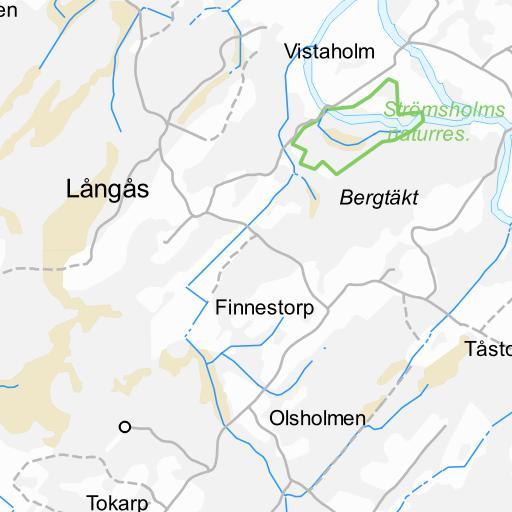 en
Vistaholm
Strömsholms
naturres.
Långås
Bergtäkt
Finnestorp
Tåsto
Olsholmen
Tokarp